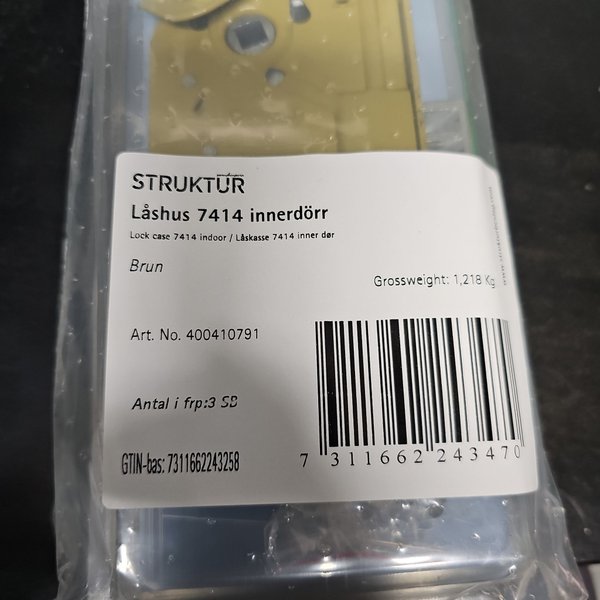 STRUKTUR
Låshus 7414 innerdörr
Lock case 7414 indoor / Låskasse 7414 inner dør
Brun
Grossweight: 1,218 Kg
Art. No. 400410791
Antal i frp:3 SB
GTIN-bas: 7311662243258
7 311662 243470